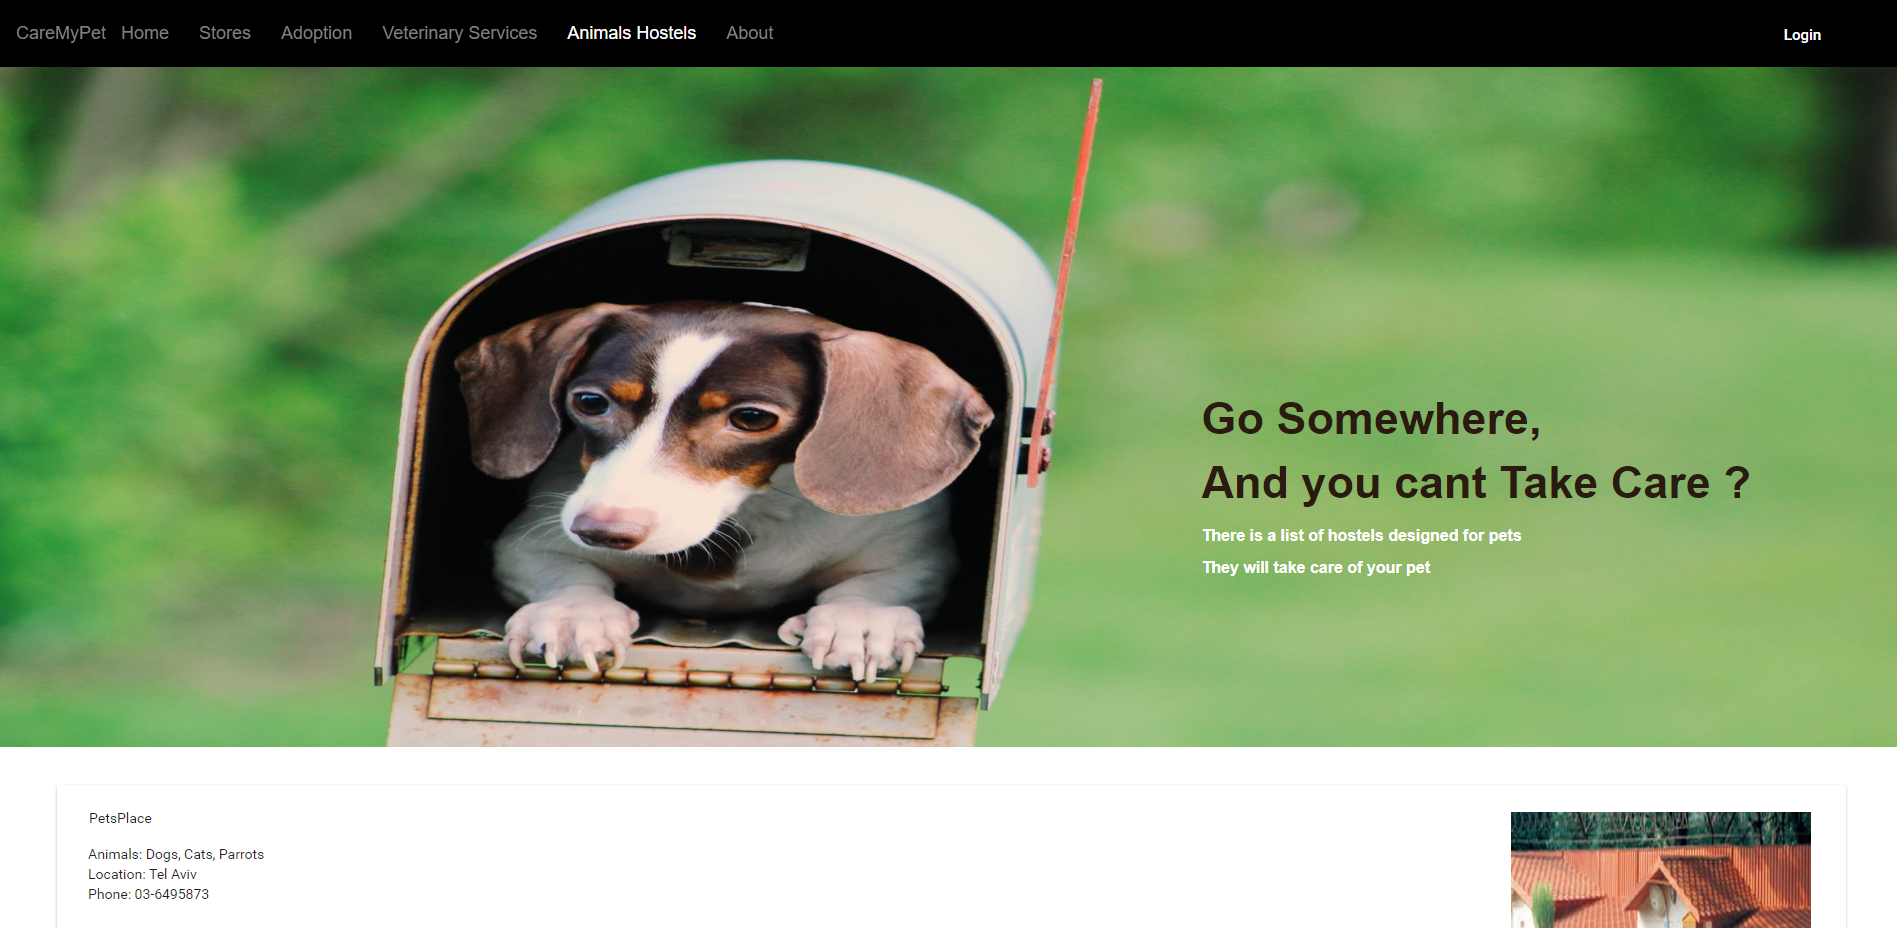 CareMyPet Home Stores Adoption Veterinary Services Animals Hostels About Login
Go Somewhere,
And you cant Take Care ?
There is a list of hostels designed for pets
They will take care of your pet
PetsPlace
Animals: Dogs, Cats, Parrots
Location: Tel Aviv
Phone: 03-6495873